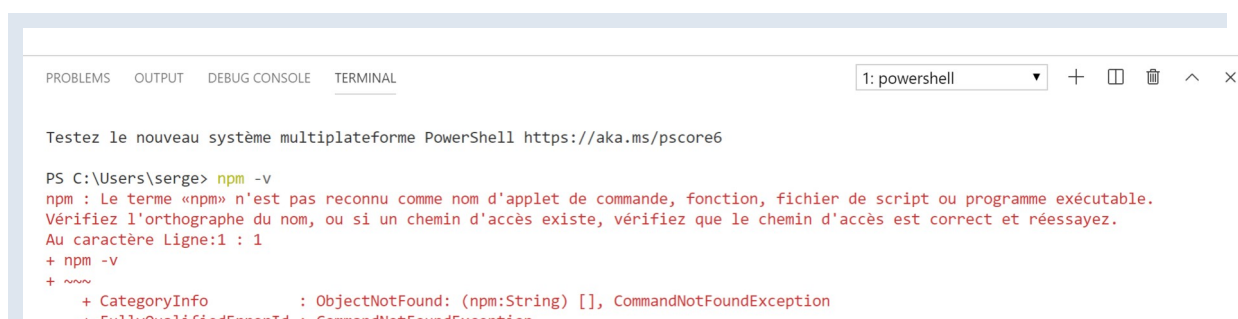 PROBLEMS OUTPUT DEBUG CONSOLE TERMINAL 1: powershell
Testez le nouveau système multiplateforme PowerShell https://aka.ms/pscore6
PS C:\Users\serge> npm -v
npm : Le terme «npm» n'est pas reconnu comme nom d'applet de commande, fonction, fichier de script ou programme exécutable.
Vérifiez l'orthographe du nom, ou si un chemin d'accès existe, vérifiez que le chemin d'accès est correct et réessayez.
Au caractère Ligne:1 : 1
+ npm -v
+ ~~~
    + CategoryInfo          : ObjectNotFound: (npm:String) [], CommandNotFoundException
    + FullyQualifiedErrorId : CommandNotFoundException